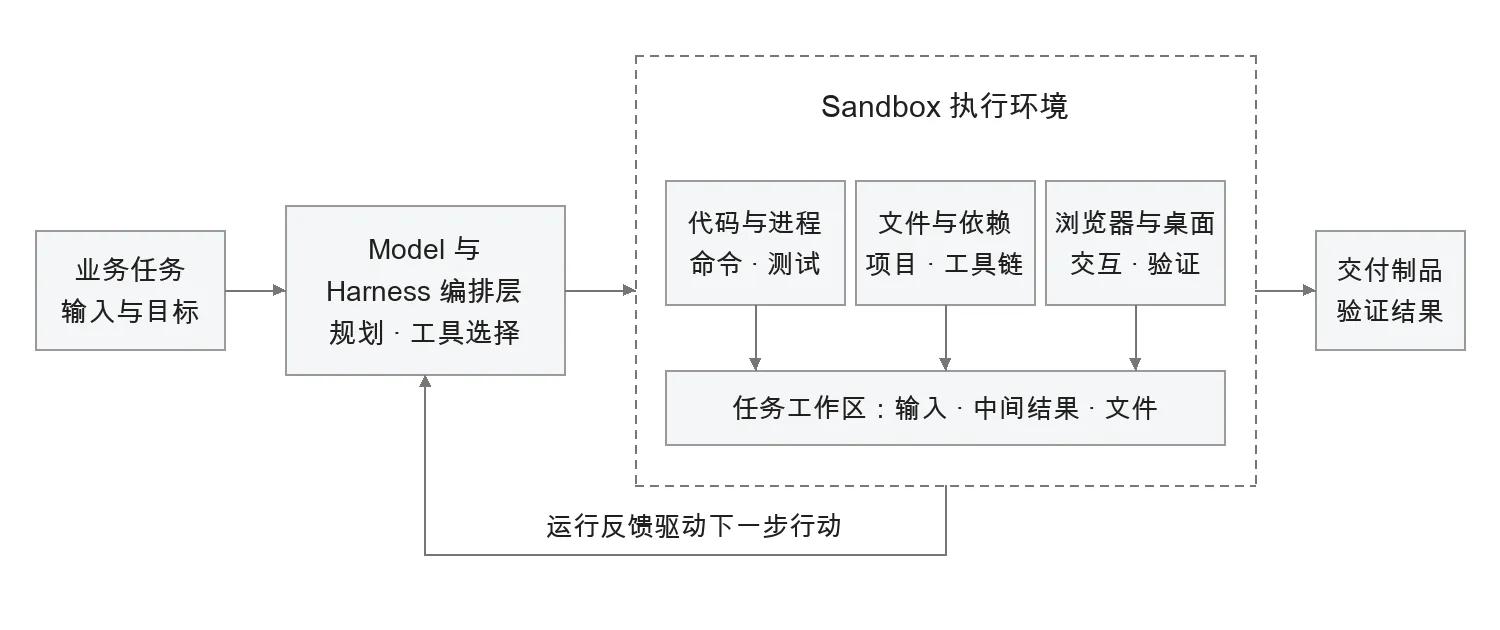 Sandbox 执行环境
业务任务
输入与目标
Model 与
Harness 编排层
规划 · 工具选择
代码与进程
命令 · 测试
文件与依赖
项目 · 工具链
浏览器与桌面
交互 · 验证
任务工作区：输入 · 中间结果 · 文件
交付制品
验证结果
运行反馈驱动下一步行动